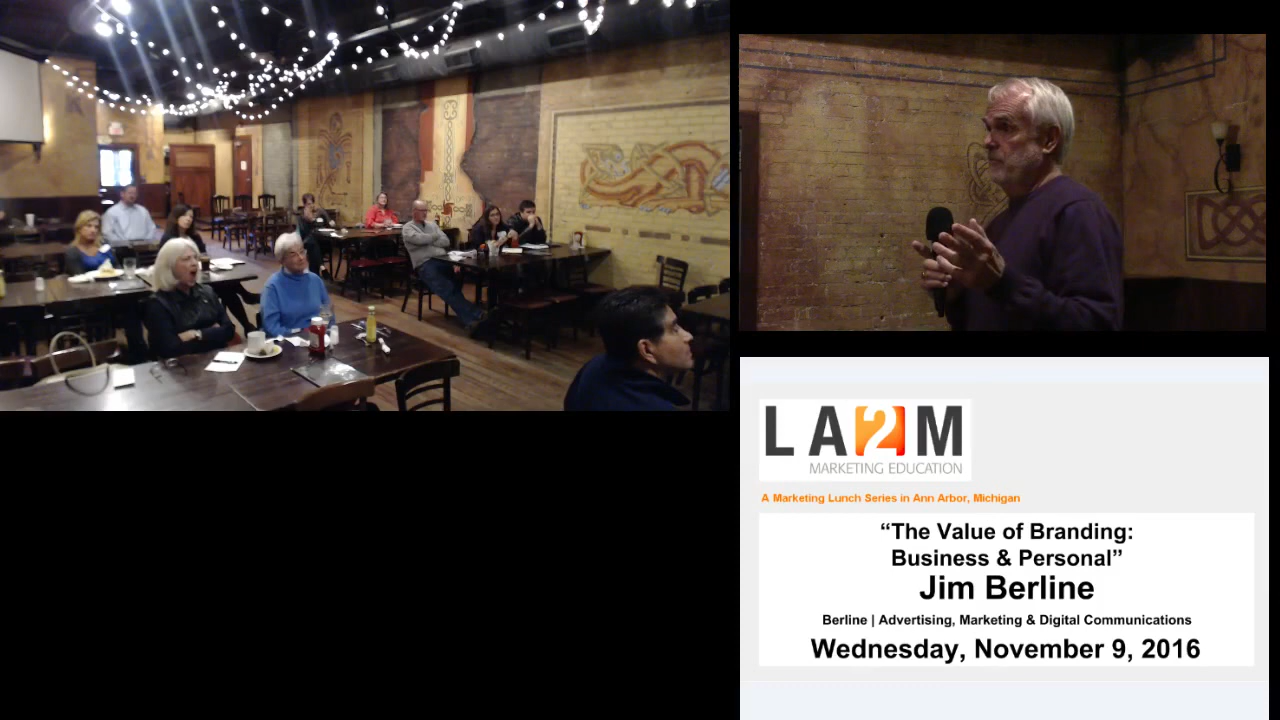 LA2M
MARKETING EDUCATION
A Marketing Lunch Series in Ann Arbor, Michigan
“The Value of Branding:
Business & Personal”
Jim Berline
Berline | Advertising, Marketing & Digital Communications
Wednesday, November 9, 2016